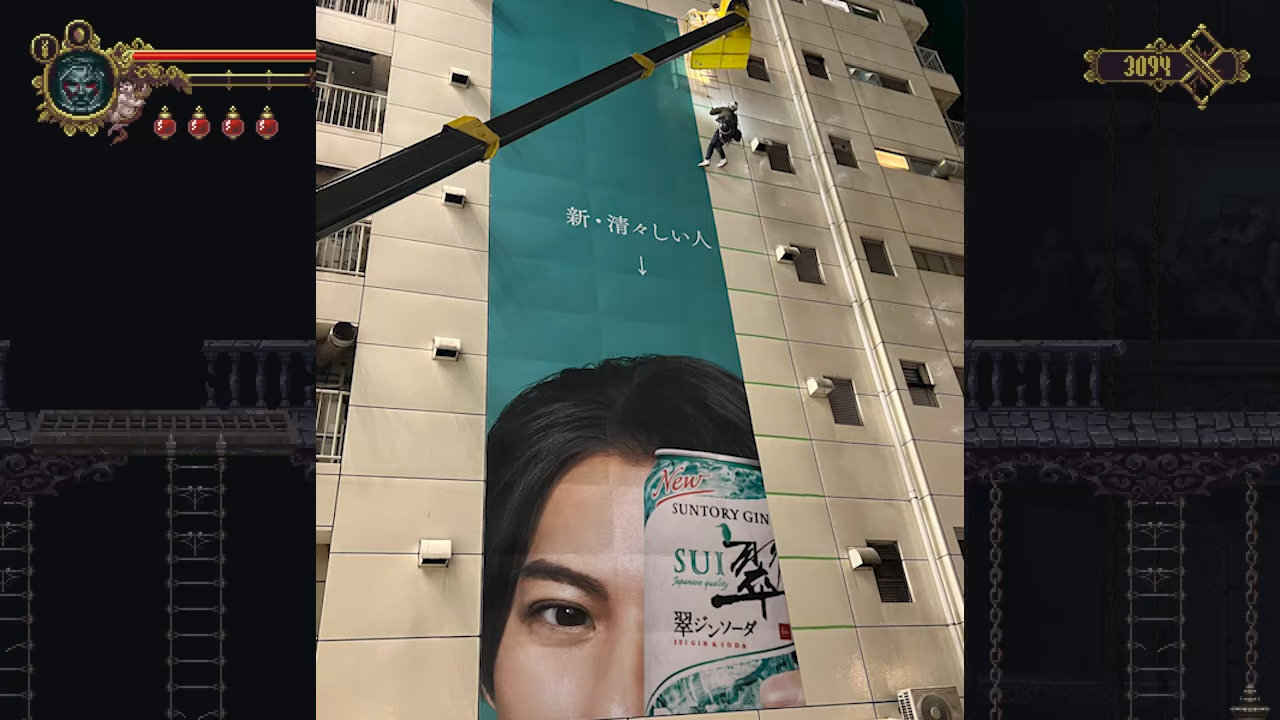 3094
新・清々しい人
↓
New
SUNTORY GIN
SUI
翠
Japanese quality
翠ジンソーダ
SUI GIN & SODA